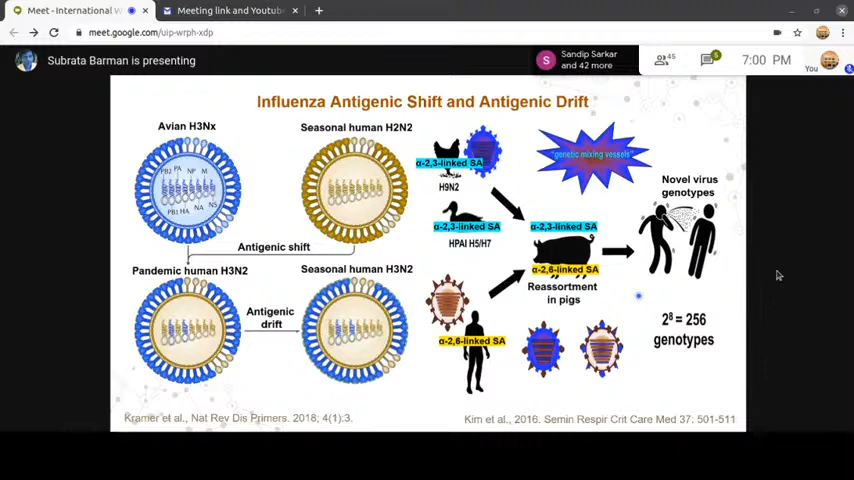 Meet - International W
Meeting link and Youtube
meet.google.com/uip-wrph-xdp
Subrata Barman is presenting
S
Sandip Sarkar
and 42 more
45
5
7:00 PM
You
Influenza Antigenic Shift and Antigenic Drift
Avian H3Nx
Seasonal human H2N2
PB2 PA NP M
PB1 HA NA NS
Antigenic shift
Pandemic human H3N2
Seasonal human H3N2
Antigenic
drift
α-2,3-linked SA
H9N2
α-2,3-linked SA
HPAI H5/H7
"genetic mixing vessels"
α-2,3-linked SA
α-2,6-linked SA
Reassortment
in pigs
α-2,6-linked SA
Novel virus
genotypes
2⁸ = 256
genotypes
Kramer et al., Nat Rev Dis Primers. 2018; 4(1):3.
Kim et al., 2016. Semin Respir Crit Care Med 37: 501-511